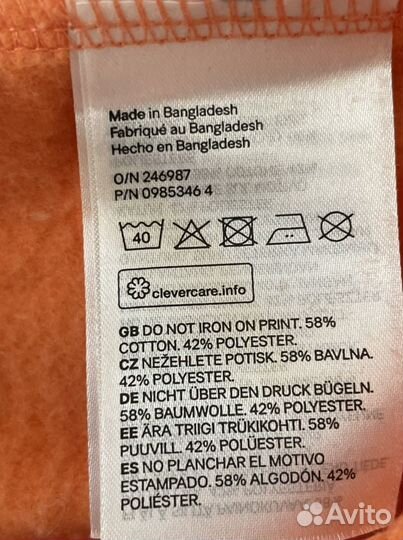 Made in Bangladesh
Fabriqué au Bangladesh
Hecho en Bangladesh
O/N 246987
P/N 0985346 4
40
clevercare.info
GB DO NOT IRON ON PRINT. 58%
COTTON. 42% POLYESTER.
CZ NEŽEHLETE POTISK. 58% BAVLNA.
42% POLYESTER.
DE NICHT ÜBER DEN DRUCK BÜGELN.
58% BAUMWOLLE. 42% POLYESTER.
EE ÄRA TRIIGI TRÜKIKOHTI. 58%
PUUVILL. 42% POLÜESTER.
ES NO PLANCHAR EL MOTIVO
ESTAMPADO. 58% ALGODÓN. 42%
POLIÉSTER.
Avito